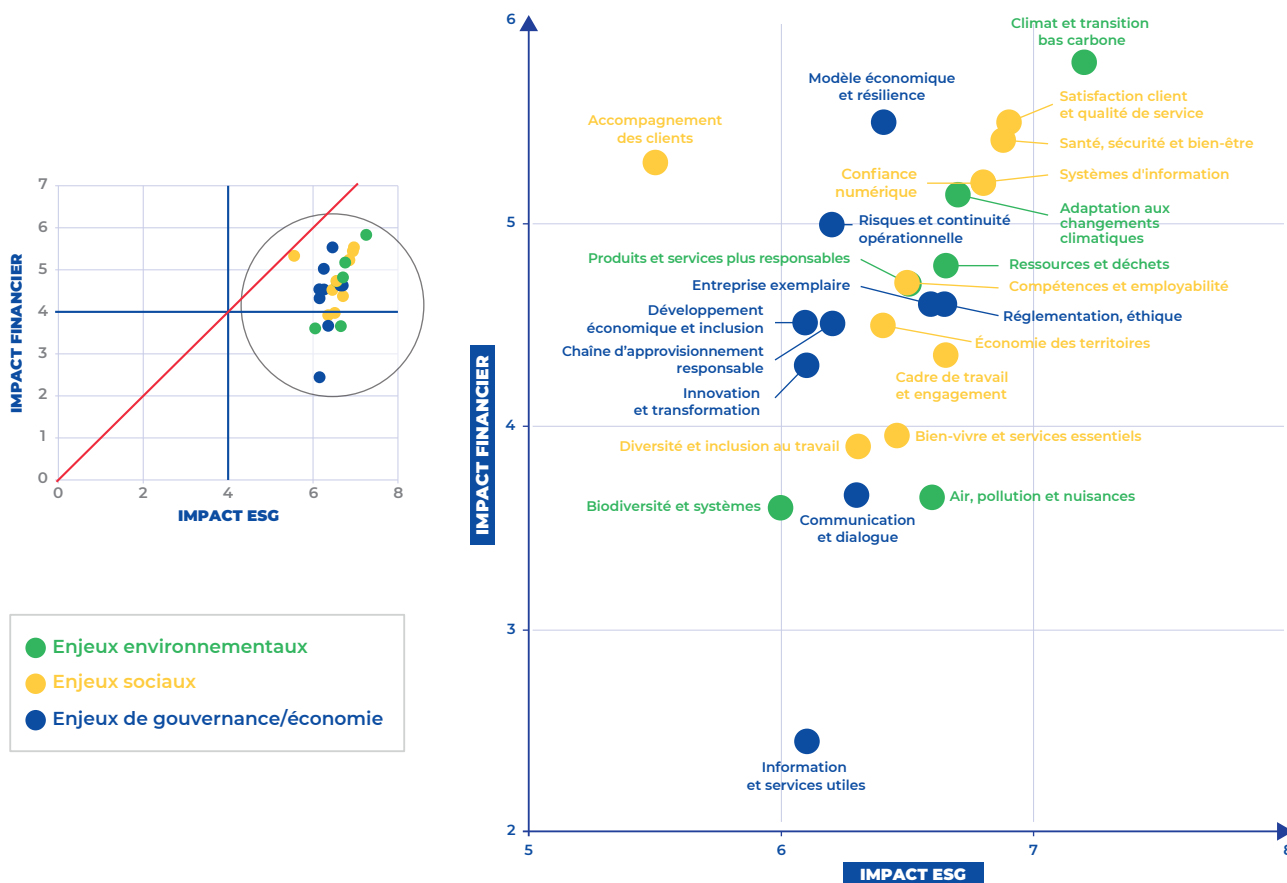 7
6
5
4
3
2
1
0
0
2
4
6
8
IMPACT FINANCIER
IMPACT ESG
Enjeux environnementaux
Enjeux sociaux
Enjeux de gouvernance/économie
6
5
4
3
2
5
6
7
8
IMPACT FINANCIER
IMPACT ESG
Climat et transition
bas carbone
Modèle économique
et résilience
Satisfaction client
et qualité de service
Accompagnement
des clients
Santé, sécurité et bien-être
Confiance
numérique
Systèmes d'information
Adaptation aux
changements
climatiques
Risques et continuité
opérationnelle
Produits et services plus responsables
Ressources et déchets
Entreprise exemplaire
Compétences et employabilité
Développement
économique et inclusion
Réglementation, éthique
Chaîne d’approvisionnement
responsable
Économie des territoires
Innovation
et transformation
Cadre de travail
et engagement
Diversité et inclusion au travail
Bien-vivre et services essentiels
Biodiversité et systèmes
Air, pollution et nuisances
Communication
et dialogue
Information
et services utiles